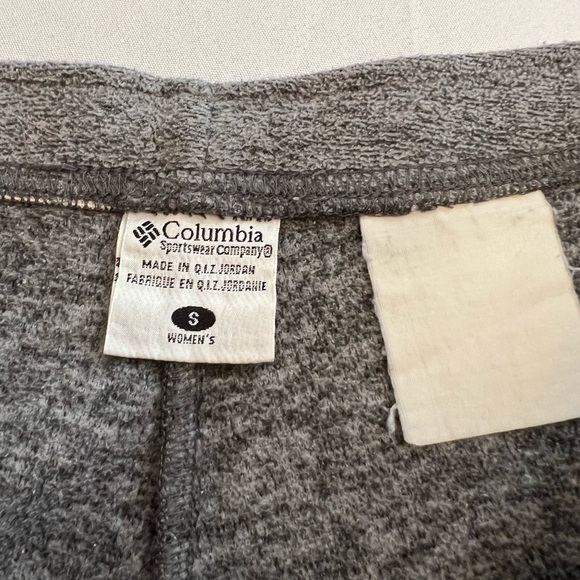 Columbia
Sportswear Company®
MADE IN Q.I.Z.JORDAN
FABRIQUE EN Q.I.Z.JORDANIE
S
WOMEN'S